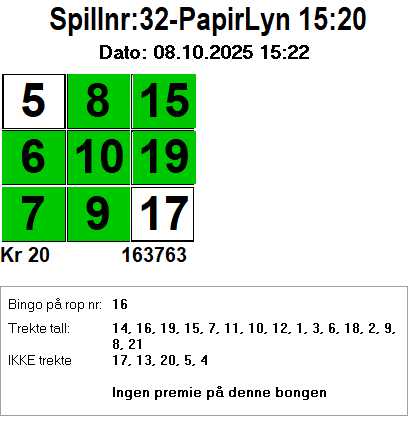 Spillnr:32-PapirLyn 15:20
Dato: 08.10.2025 15:22
5 8 15
6 10 19
7 9 17
Kr 20 163763
Bingo på rop nr: 16
Trekte tall: 14, 16, 19, 15, 7, 11, 10, 12, 1, 3, 6, 18, 2, 9,
8, 21
IKKE trekte 17, 13, 20, 5, 4
Ingen premie på denne bongen